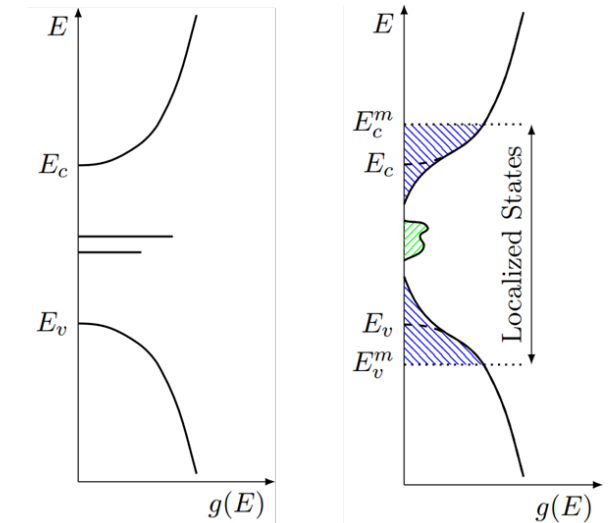 E
E_c
E_v
g(E)
E
E_c^m
E_c
E_v
E_v^m
Localized States
g(E)